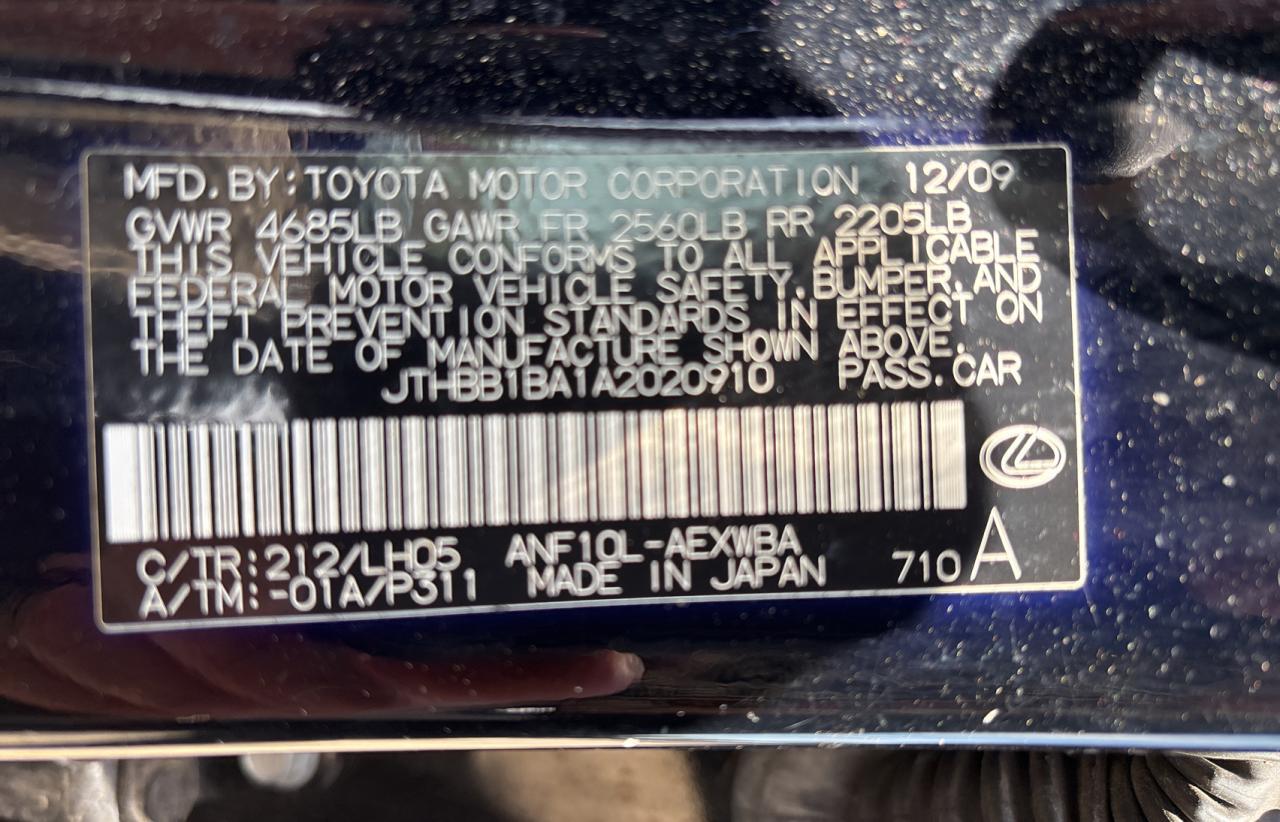 MFD.BY:TOYOTA MOTOR CORPORATION 12/09
GVWR 4685LB GAWR FR 2560LB RR 2205LB
THIS VEHICLE CONFORMS TO ALL APPLICABLE
FEDERAL MOTOR VEHICLE SAFETY,BUMPER,AND
THEFT PREVENTION STANDARDS IN EFFECT ON
THE DATE OF MANUFACTURE SHOWN ABOVE.
JTHBB1BA1A2020910 PASS.CAR
C/TR:212/LH05 ANF10L-AEXWBA
A/TM:-01A/P311 MADE IN JAPAN 710 A